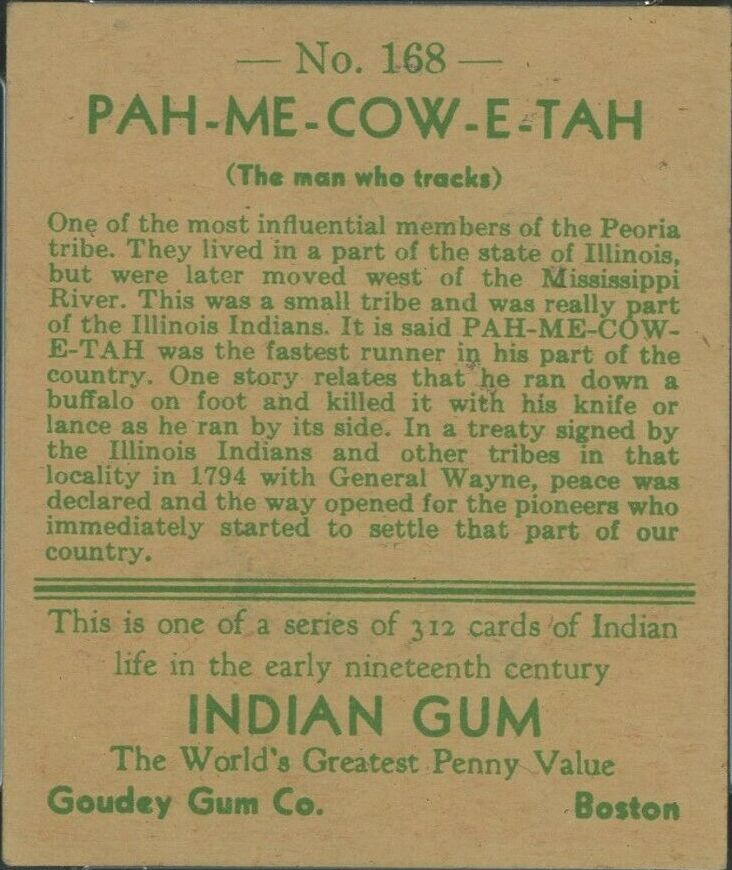 — No. 168 —
PAH-ME-COW-E-TAH
(The man who tracks)
One of the most influential members of the Peoria
tribe. They lived in a part of the state of Illinois,
but were later moved west of the Mississippi
River. This was a small tribe and was really part
of the Illinois Indians. It is said PAH-ME-COW-
E-TAH was the fastest runner in his part of the
country. One story relates that he ran down a
buffalo on foot and killed it with his knife or
lance as he ran by its side. In a treaty signed by
the Illinois Indians and other tribes in that
locality in 1794 with General Wayne, peace was
declared and the way opened for the pioneers who
immediately started to settle that part of our
country.
This is one of a series of 312 cards of Indian
life in the early nineteenth century
INDIAN GUM
The World's Greatest Penny Value
Goudey Gum Co. Boston